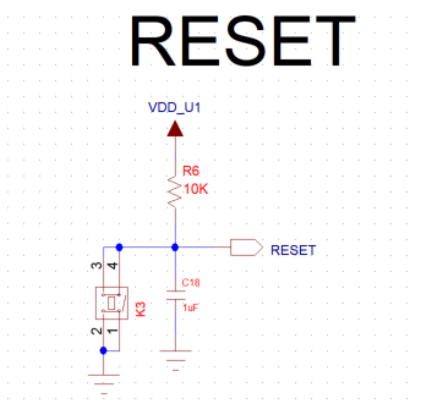 RESET
VDD_U1
R6
10K
RESET
3
4
C18
1uF
K3
2
1